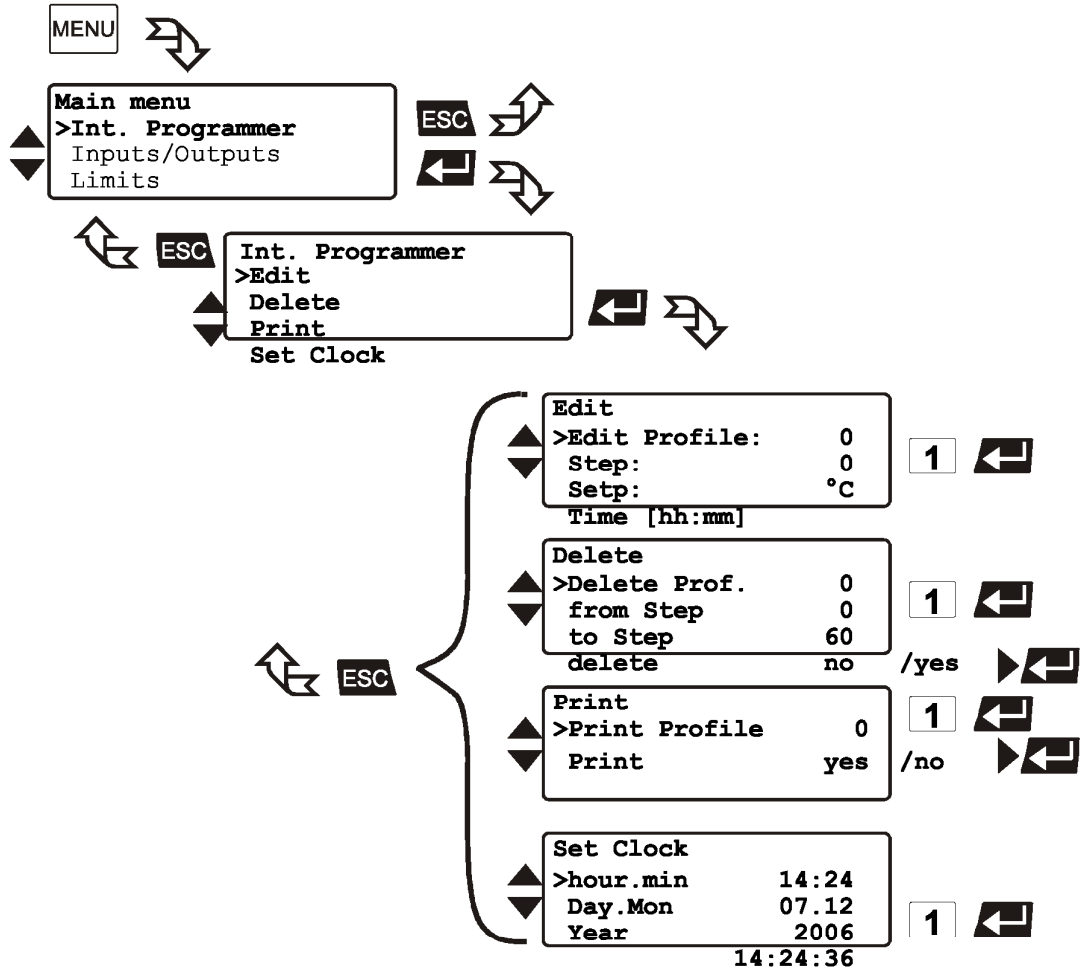 MENU
Main menu
>Int. Programmer
Inputs/Outputs
Limits
ESC
ESC
Int. Programmer
>Edit
Delete
Print
Set Clock
Edit
>Edit Profile: 0
Step: 0
Setp: °C
Time [hh:mm]
1
Delete
>Delete Prof. 0
from Step 0
to Step 60
delete no /yes
1
ESC
Print
>Print Profile 0
Print yes /no
1
Set Clock
>hour.min 14:24
Day.Mon 07.12
Year 2006
14:24:36
1